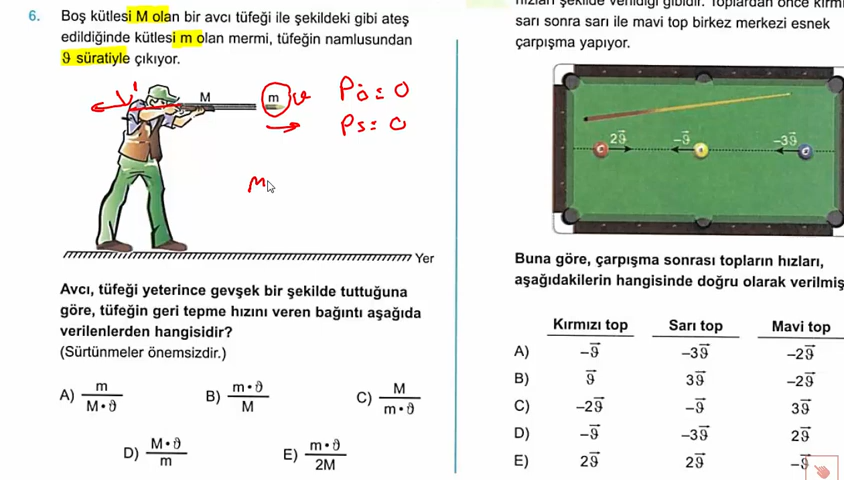 6. Boş kütlesi M olan bir avcı tüfeği ile şekildeki gibi ateş
edildiğinde kütlesi m olan mermi, tüfeğin namlusundan
ϑ süratiyle çıkıyor.
V'
M
m
v
Pö = 0
Ps = 0
m
Yer
Avcı, tüfeği yeterince gevşek bir şekilde tuttuğuna
göre, tüfeğin geri tepme hızını veren bağıntı aşağıda
verilenlerden hangisidir?
(Sürtünmeler önemsizdir.)
A) m / M • ϑ
B) m • ϑ / M
C) M / m • ϑ
D) M • ϑ / m
E) m • ϑ / 2M
sarı sonra sarı ile mavi top birkez merkezi esnek
çarpışma yapıyor.
2ϑ⃗
–ϑ⃗
–3ϑ⃗
Buna göre, çarpışma sonrası topların hızları,
aşağıdakilerin hangisinde doğru olarak verilmiş
Kırmızı top Sarı top Mavi top
A) –ϑ⃗ –3ϑ⃗ –2ϑ⃗
B) ϑ⃗ 3ϑ⃗ –2ϑ⃗
C) –2ϑ⃗ –ϑ⃗ 3ϑ⃗
D) –ϑ⃗ –3ϑ⃗ 2ϑ⃗
E) 2ϑ⃗ 2ϑ⃗ –ϑ⃗